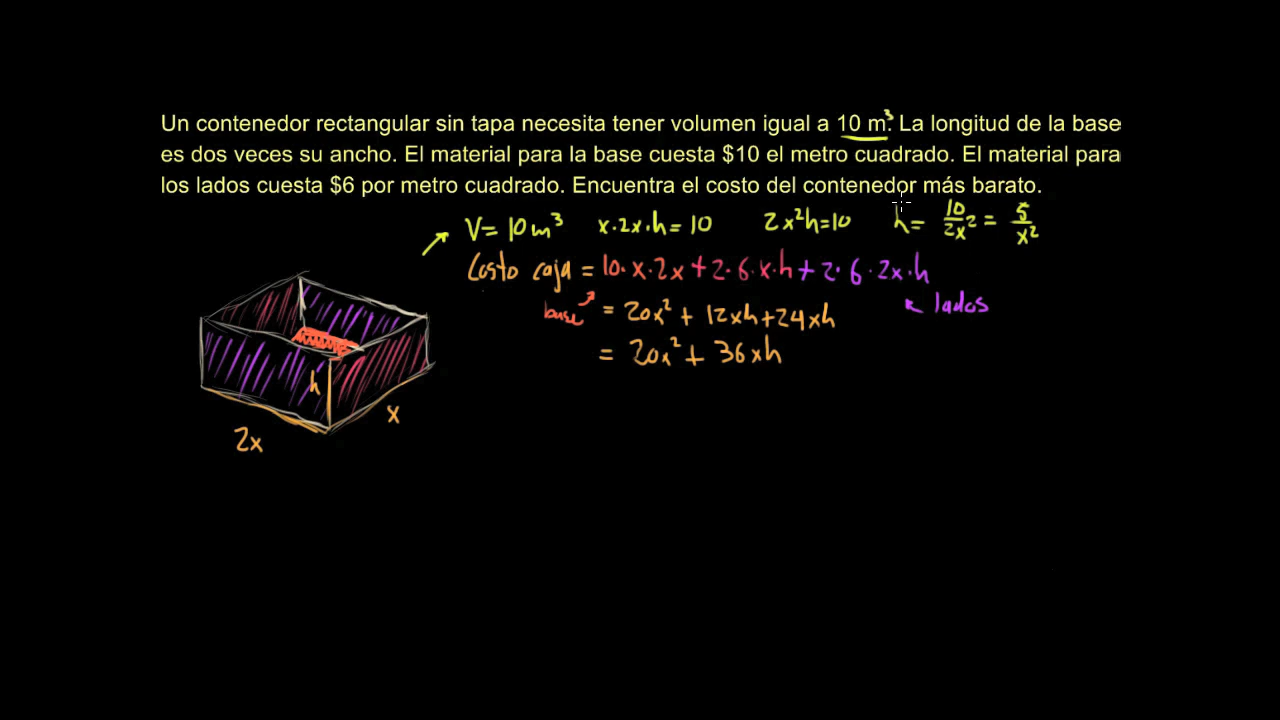 Un contenedor rectangular sin tapa necesita tener volumen igual a 10 m³. La longitud de la base
es dos veces su ancho. El material para la base cuesta $10 el metro cuadrado. El material para
los lados cuesta $6 por metro cuadrado. Encuentra el costo del contenedor más barato.
V = 10m³ x·2x·h = 10 2x²h=10 h = 10/2x² = 5/x²
Costo caja = 10·x·2x + 2·6·x·h + 2·6·2x·h
base = 20x² + 12xh + 24xh lados
= 20x² + 36xh
h
x
2x